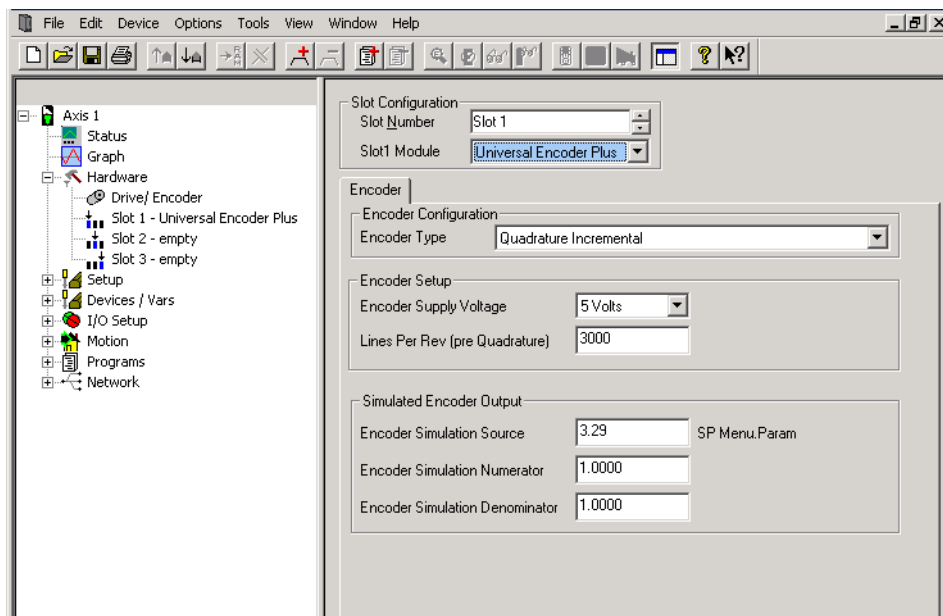 File Edit Device Options Tools View Window Help
Axis 1
Status
Graph
Hardware
Drive/ Encoder
Slot 1 - Universal Encoder Plus
Slot 2 - empty
Slot 3 - empty
Setup
Devices / Vars
I/O Setup
Motion
Programs
Network
Slot Configuration
Slot Number Slot 1
Slot1 Module Universal Encoder Plus
Encoder
Encoder Configuration
Encoder Type Quadrature Incremental
Encoder Setup
Encoder Supply Voltage 5 Volts
Lines Per Rev (pre Quadrature) 3000
Simulated Encoder Output
Encoder Simulation Source 3.29 SP Menu.Param
Encoder Simulation Numerator 1.0000
Encoder Simulation Denominator 1.0000